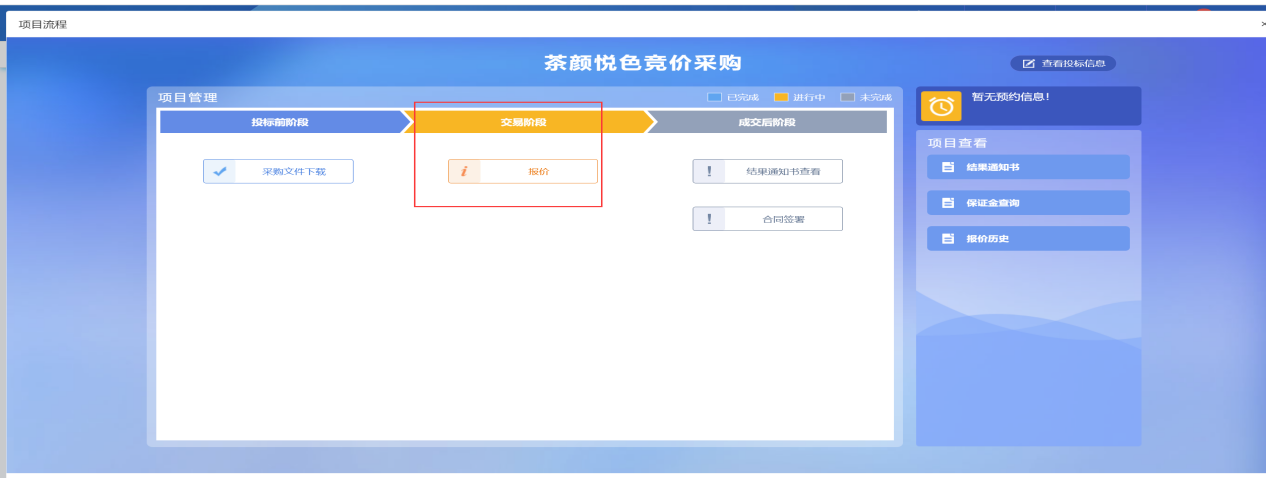 项目流程
×
茶颜悦色竞价采购
查看投标信息
项目管理
已完成 进行中 未完成
投标前阶段 交易阶段 成交后阶段
采购文件下载
i 报价
! 结果通知书查看
! 合同签署
暂无预约信息!
项目查看
结果通知书
保证金查询
报价历史